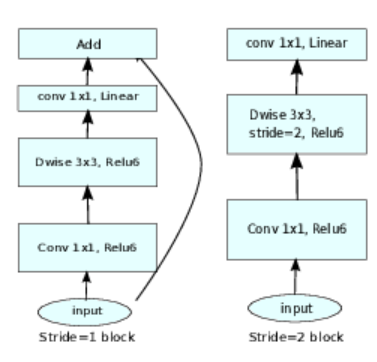 Add
conv 1x1, Linear
Dwise 3x3, Relu6
Conv 1x1, Relu6
input
Stride=1 block
conv 1x1, Linear
Dwise 3x3,
stride=2, Relu6
Conv 1x1, Relu6
input
Stride=2 block